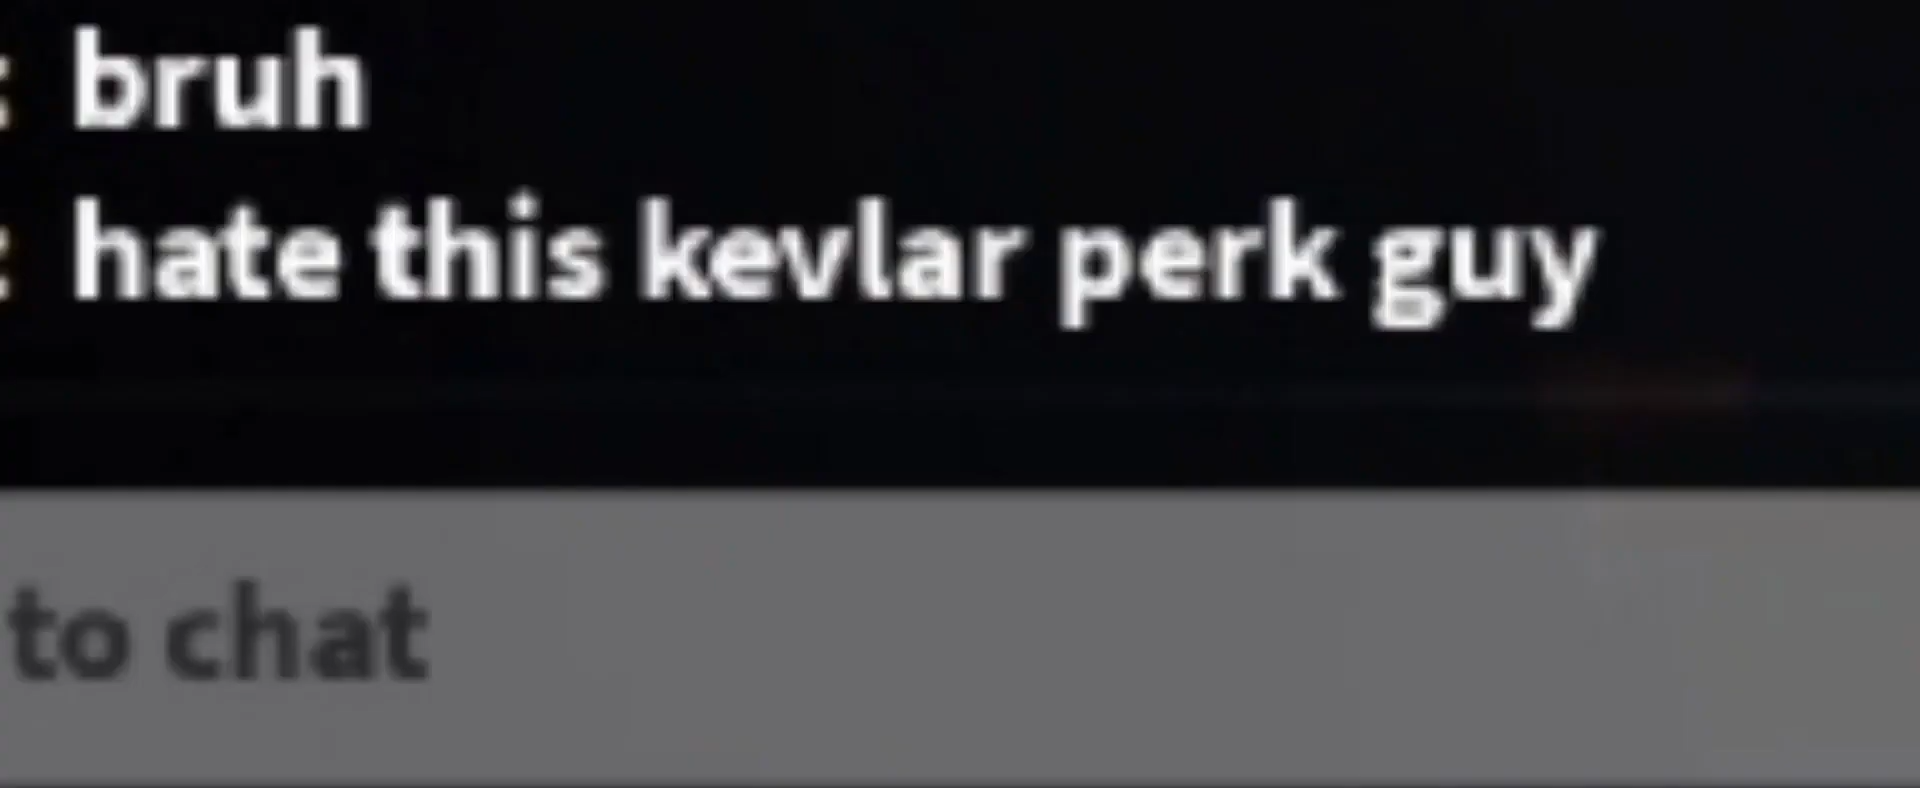 : bruh
: hate this kevlar perk guy
to chat